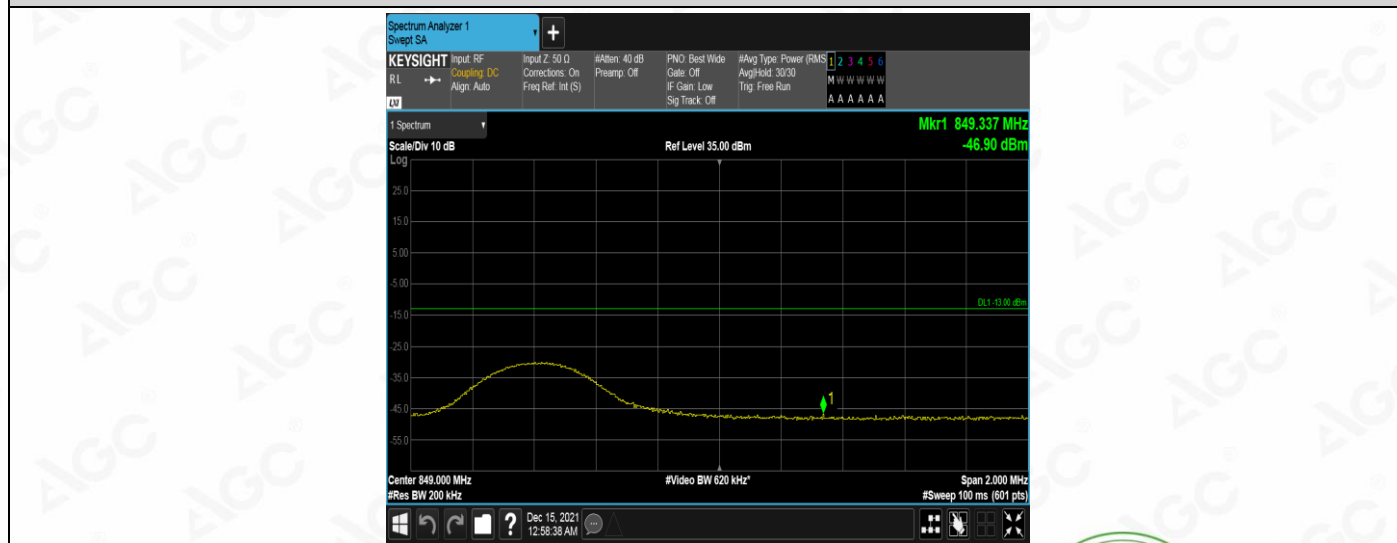 Spectrum Analyzer 1
Swept SA
+
KEYSIGHT
RL
LXI
Input: RF
Coupling: DC
Align: Auto
Input Z: 50 Ω
Corrections: On
Freq Ref: Int (S)
#Atten: 40 dB
Preamp: Off
PNO: Best Wide
Gate: Off
IF Gain: Low
Sig Track: Off
#Avg Type: Power (RMS
Avg|Hold: 30/30
Trig: Free Run
1 2 3 4 5 6
M W W W W W
A A A A A A
1 Spectrum
Mkr1 849.337 MHz
Scale/Div 10 dB
Ref Level 35.00 dBm
-46.90 dBm
Log
25.0
15.0
5.00
-5.00
DL1 -13.00 dBm
-15.0
-25.0
-35.0
1
-45.0
-55.0
Center 849.000 MHz
#Video BW 620 kHz*
Span 2.000 MHz
#Res BW 200 kHz
#Sweep 100 ms (601 pts)
?
Dec 15, 2021
12:58:38 AM
AGC